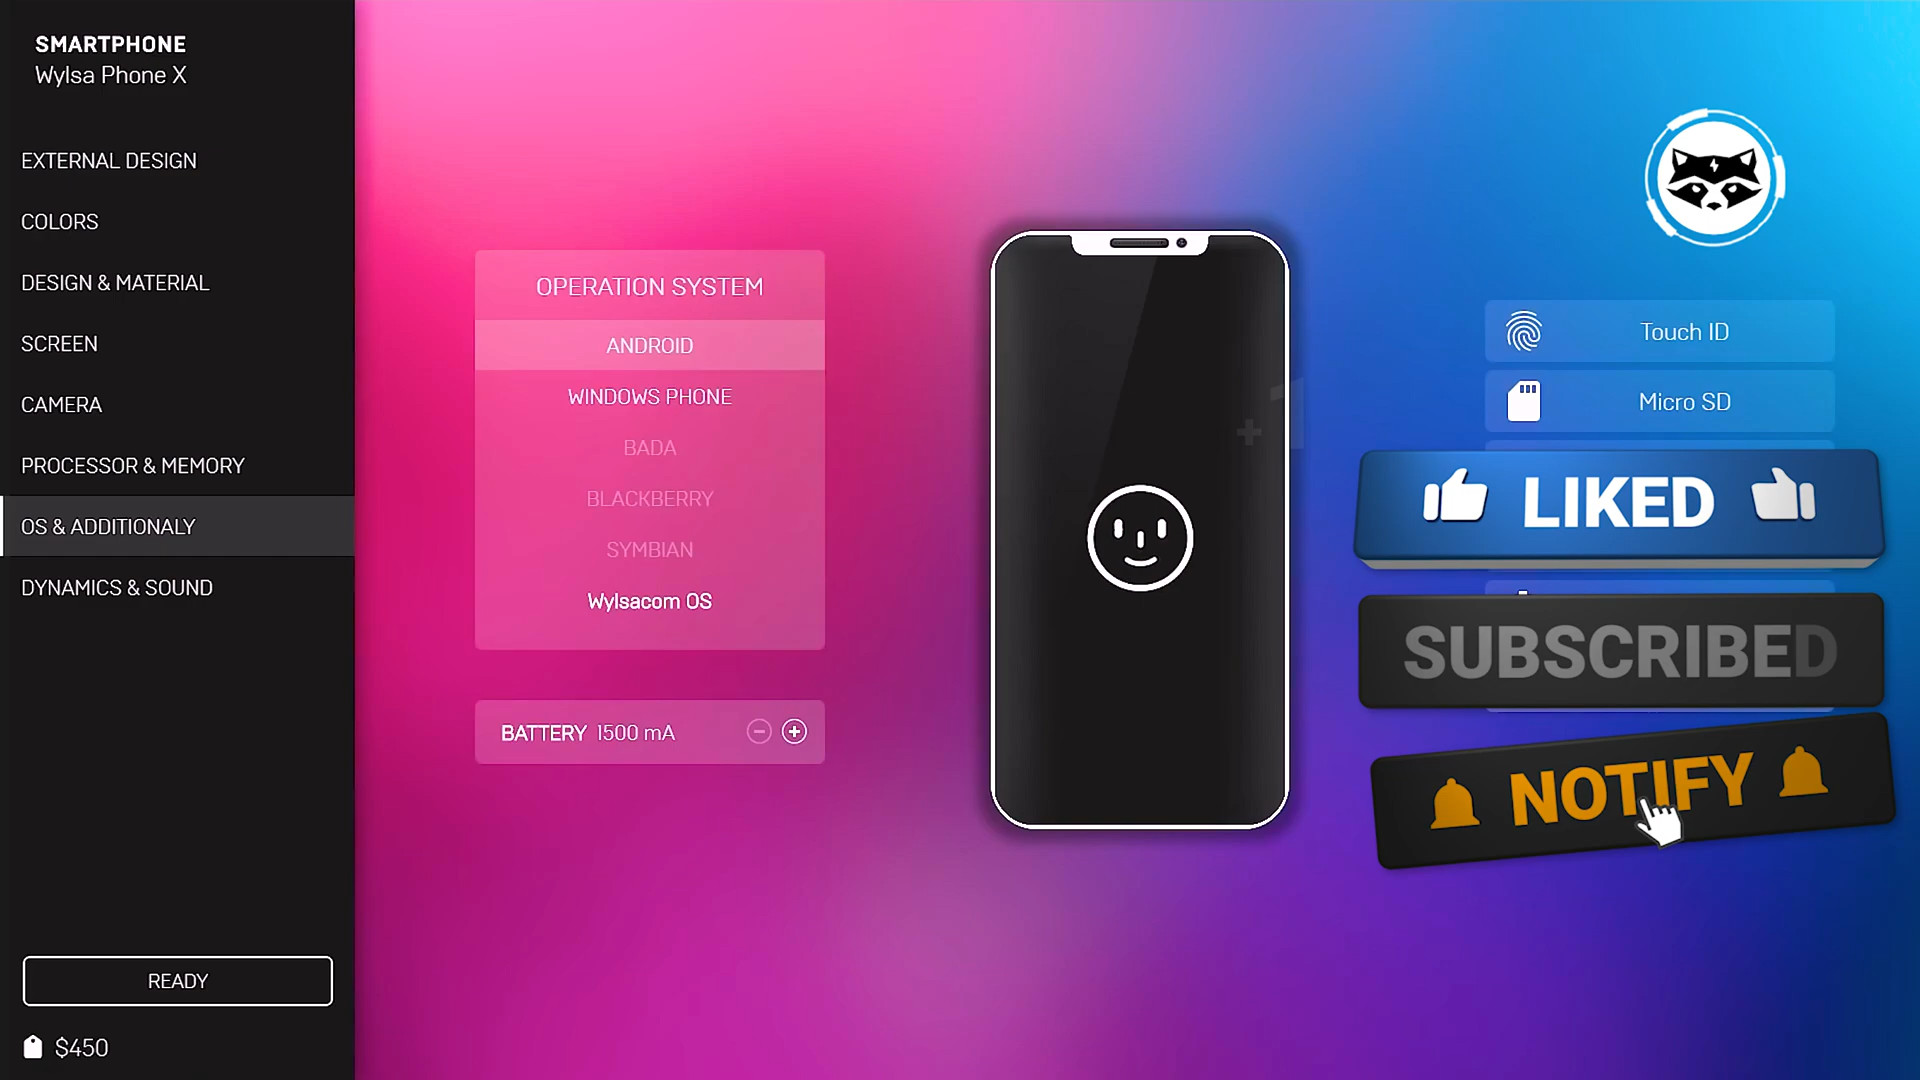 SMARTPHONE
Wylsa Phone X
EXTERNAL DESIGN
COLORS
DESIGN & MATERIAL
SCREEN
CAMERA
PROCESSOR & MEMORY
OS & ADDITIONALY
DYNAMICS & SOUND
READY
$450
OPERATION SYSTEM
ANDROID
WINDOWS PHONE
BADA
BLACKBERRY
SYMBIAN
Wylsacom OS
BATTERY 1500 mA
+1
Touch ID
Micro SD
LIKED
SUBSCRIBED
NOTIFY